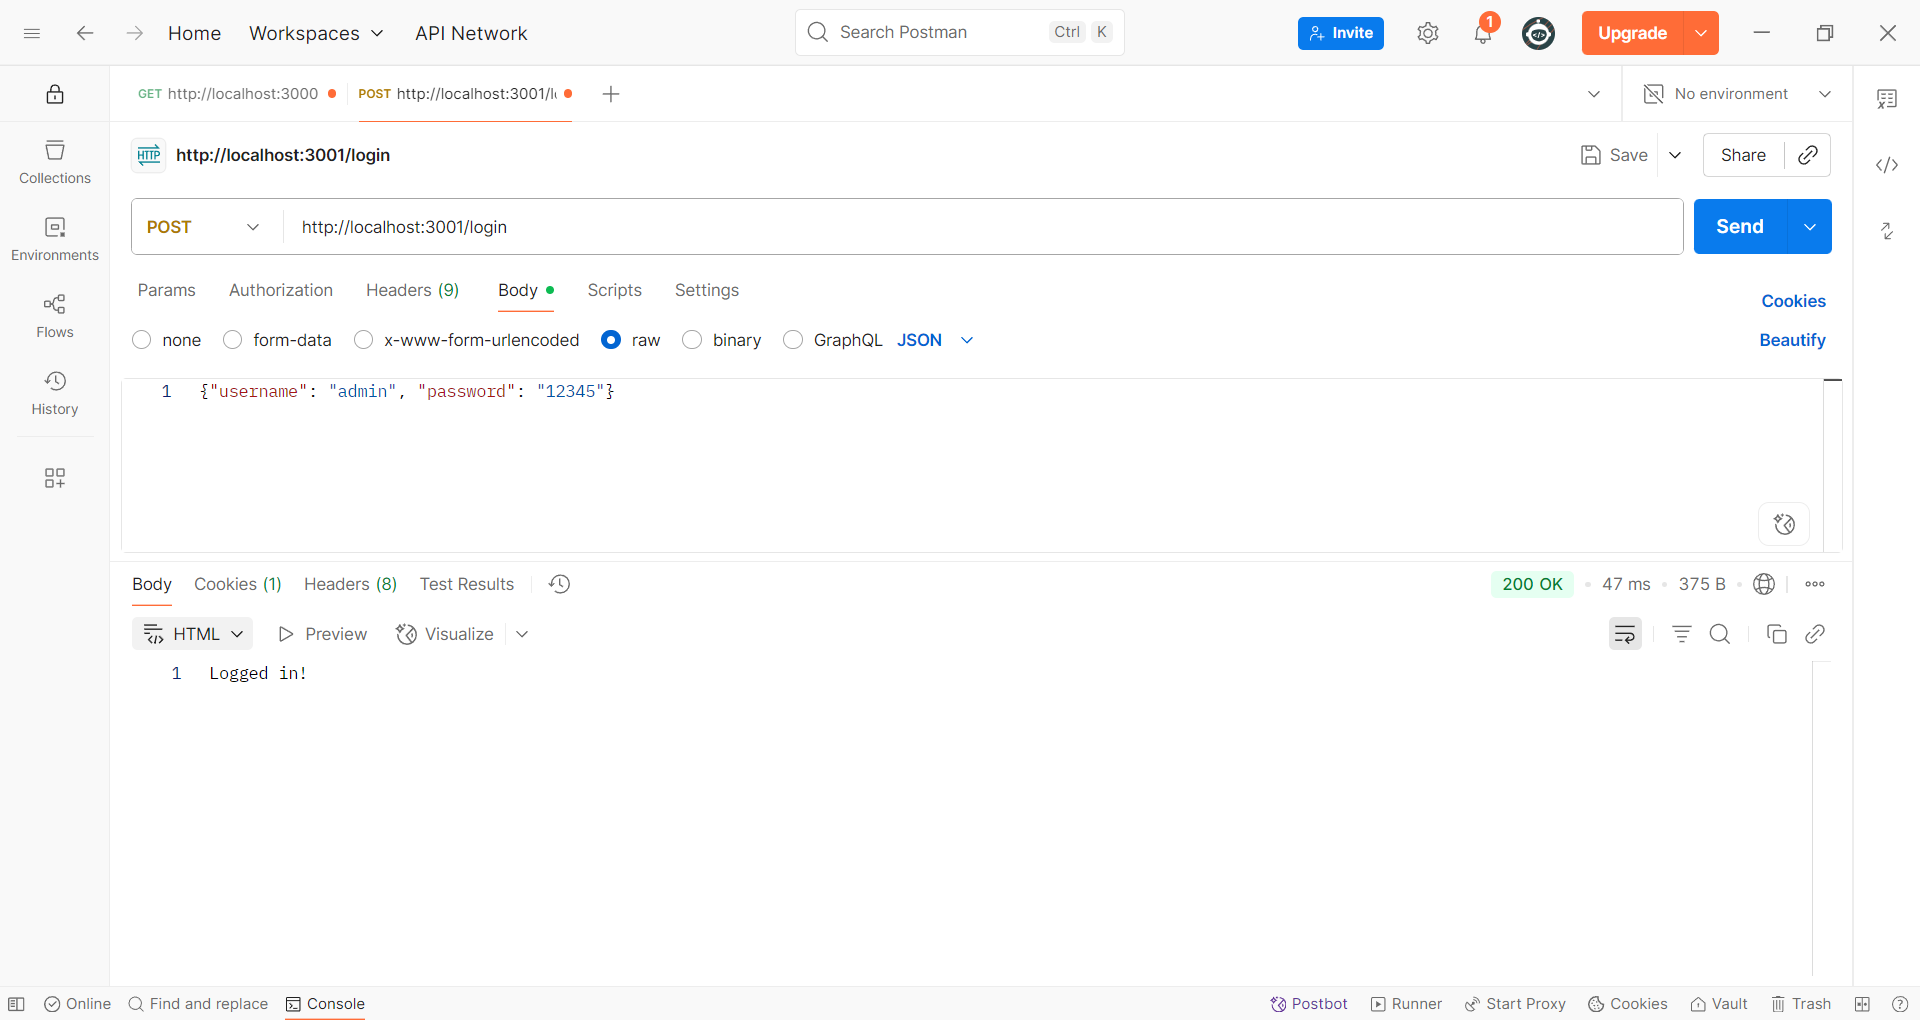 Home Workspaces API Network Search Postman Ctrl K Invite 1 Upgrade
GET http://localhost:3000 POST http://localhost:3001/l No environment
HTTP http://localhost:3001/login Save Share
POST http://localhost:3001/login Send
Params Authorization Headers (9) Body Scripts Settings Cookies
none form-data x-www-form-urlencoded raw binary GraphQL JSON Beautify
1 {"username": "admin", "password": "12345"}
Collections
Environments
Flows
History
Body Cookies (1) Headers (8) Test Results 200 OK 47 ms 375 B
HTML Preview Visualize
1 Logged in!
Online Find and replace Console Postbot Runner Start Proxy Cookies Vault Trash